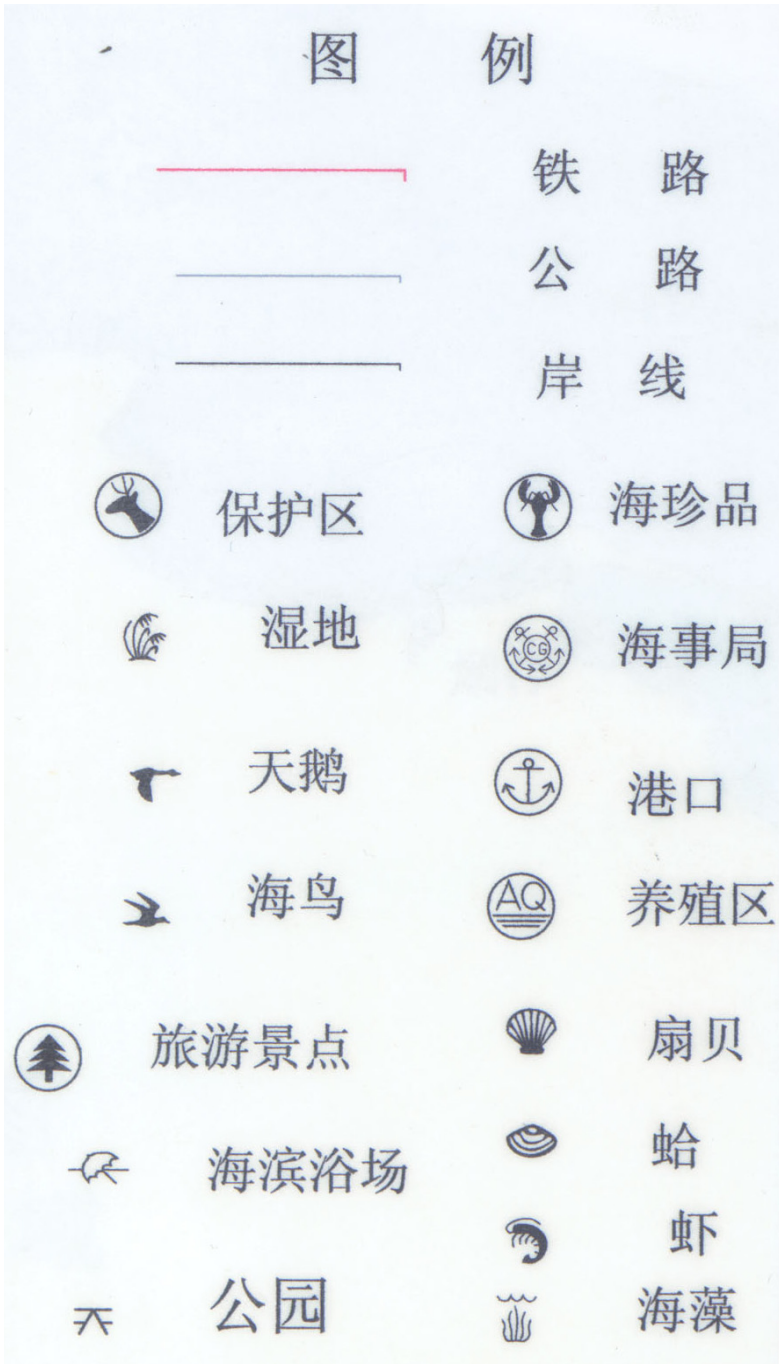 图 例
铁 路
公 路
岸 线
保护区
海珍品
湿地
CG
海事局
天鹅
港口
海鸟
AQ
养殖区
旅游景点
扇贝
海滨浴场
蛤
虾
公园
海藻